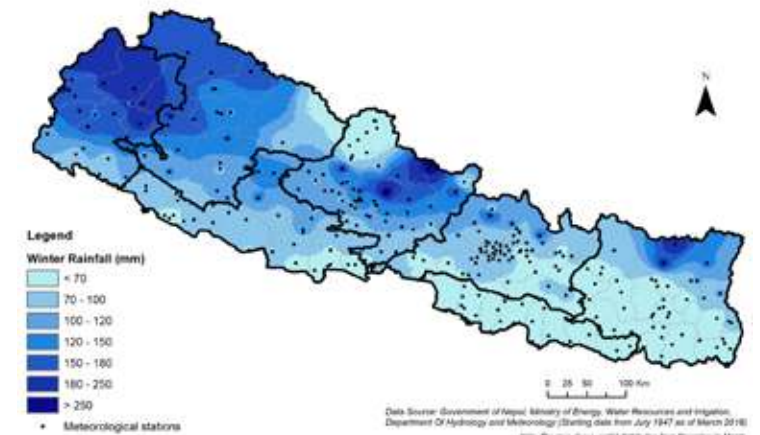 N
Legend
Winter Rainfall (mm)
< 70
70 - 100
100 - 120
120 - 150
150 - 180
180 - 250
> 250
Meteorological stations
0 25 50 100 Km
Data Source: Government of Nepal, Ministry of Energy, Water Resources and Irrigation,
Department Of Hydrology and Meteorology (Starting date from July 1947 as of March 2018)